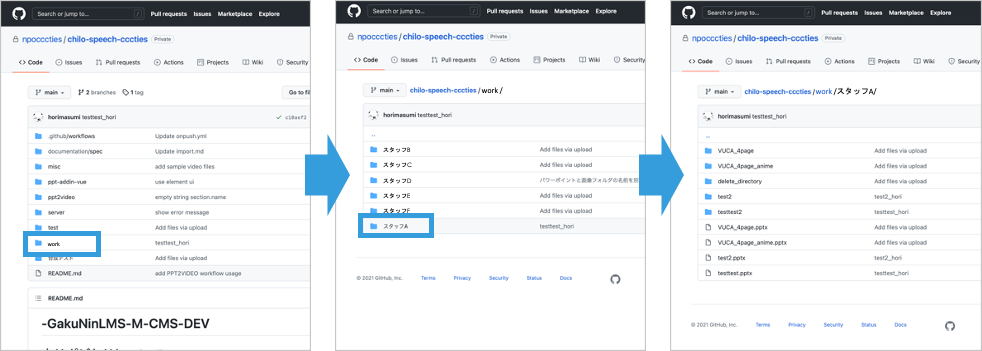 Search or jump to... /
Pull requests Issues Marketplace Explore
npocccties / chilo-speech-cccties Private
Code Issues Pull requests Actions Projects Wiki Security
main 2 branches 1 tag Go to fil
horimasumi testtest_hori
.github/workflows Update onpush.yml
documentation/spec Update import.md
misc add sample video files
ppt-addin-vue use element ui
ppt2video empty string section.name
server show error message
test Add files via upload
work testtest_hori
Add files via upload
README.md add PPT2VIDEO workflow usage
README.md
-GakuNinLMS-M-CMS-DEV
Search or jump to... /
Pull requests Issues Marketplace Explore
npocccties / chilo-speech-cccties Private
Code Issues Pull requests Actions Projects Wiki Security
main chilo-speech-cccties / work /
horimasumi testtest_hori
..
スタッフB Add files via upload
スタッフC Add files via upload
スタッフD パワーポイントと画像フォルダの名前を別
スタッフE Add files via upload
スタッフF Add files via upload
スタッフA testtest_hori
© 2021 GitHub, Inc. Terms Privacy Security Status Docs
Search or jump to... /
Pull requests Issues Marketplace Explore
npocccties / chilo-speech-cccties Private
Code Issues Pull requests Actions Projects Wiki Security
main chilo-speech-cccties / work /スタッフA/
horimasumi testtest_hori
..
VUCA_4page Add files via upload
VUCA_4page_anime Add files via upload
delete_directory Add files via upload
test2 test2_hori
testtest2 testtest_hori
VUCA_4page.pptx Add files via upload
VUCA_4page_anime.pptx Add files via upload
test2.pptx test2_hori
testtest.pptx testtest_hori
© 2021 GitHub, Inc. Terms Privacy Security Status Docs